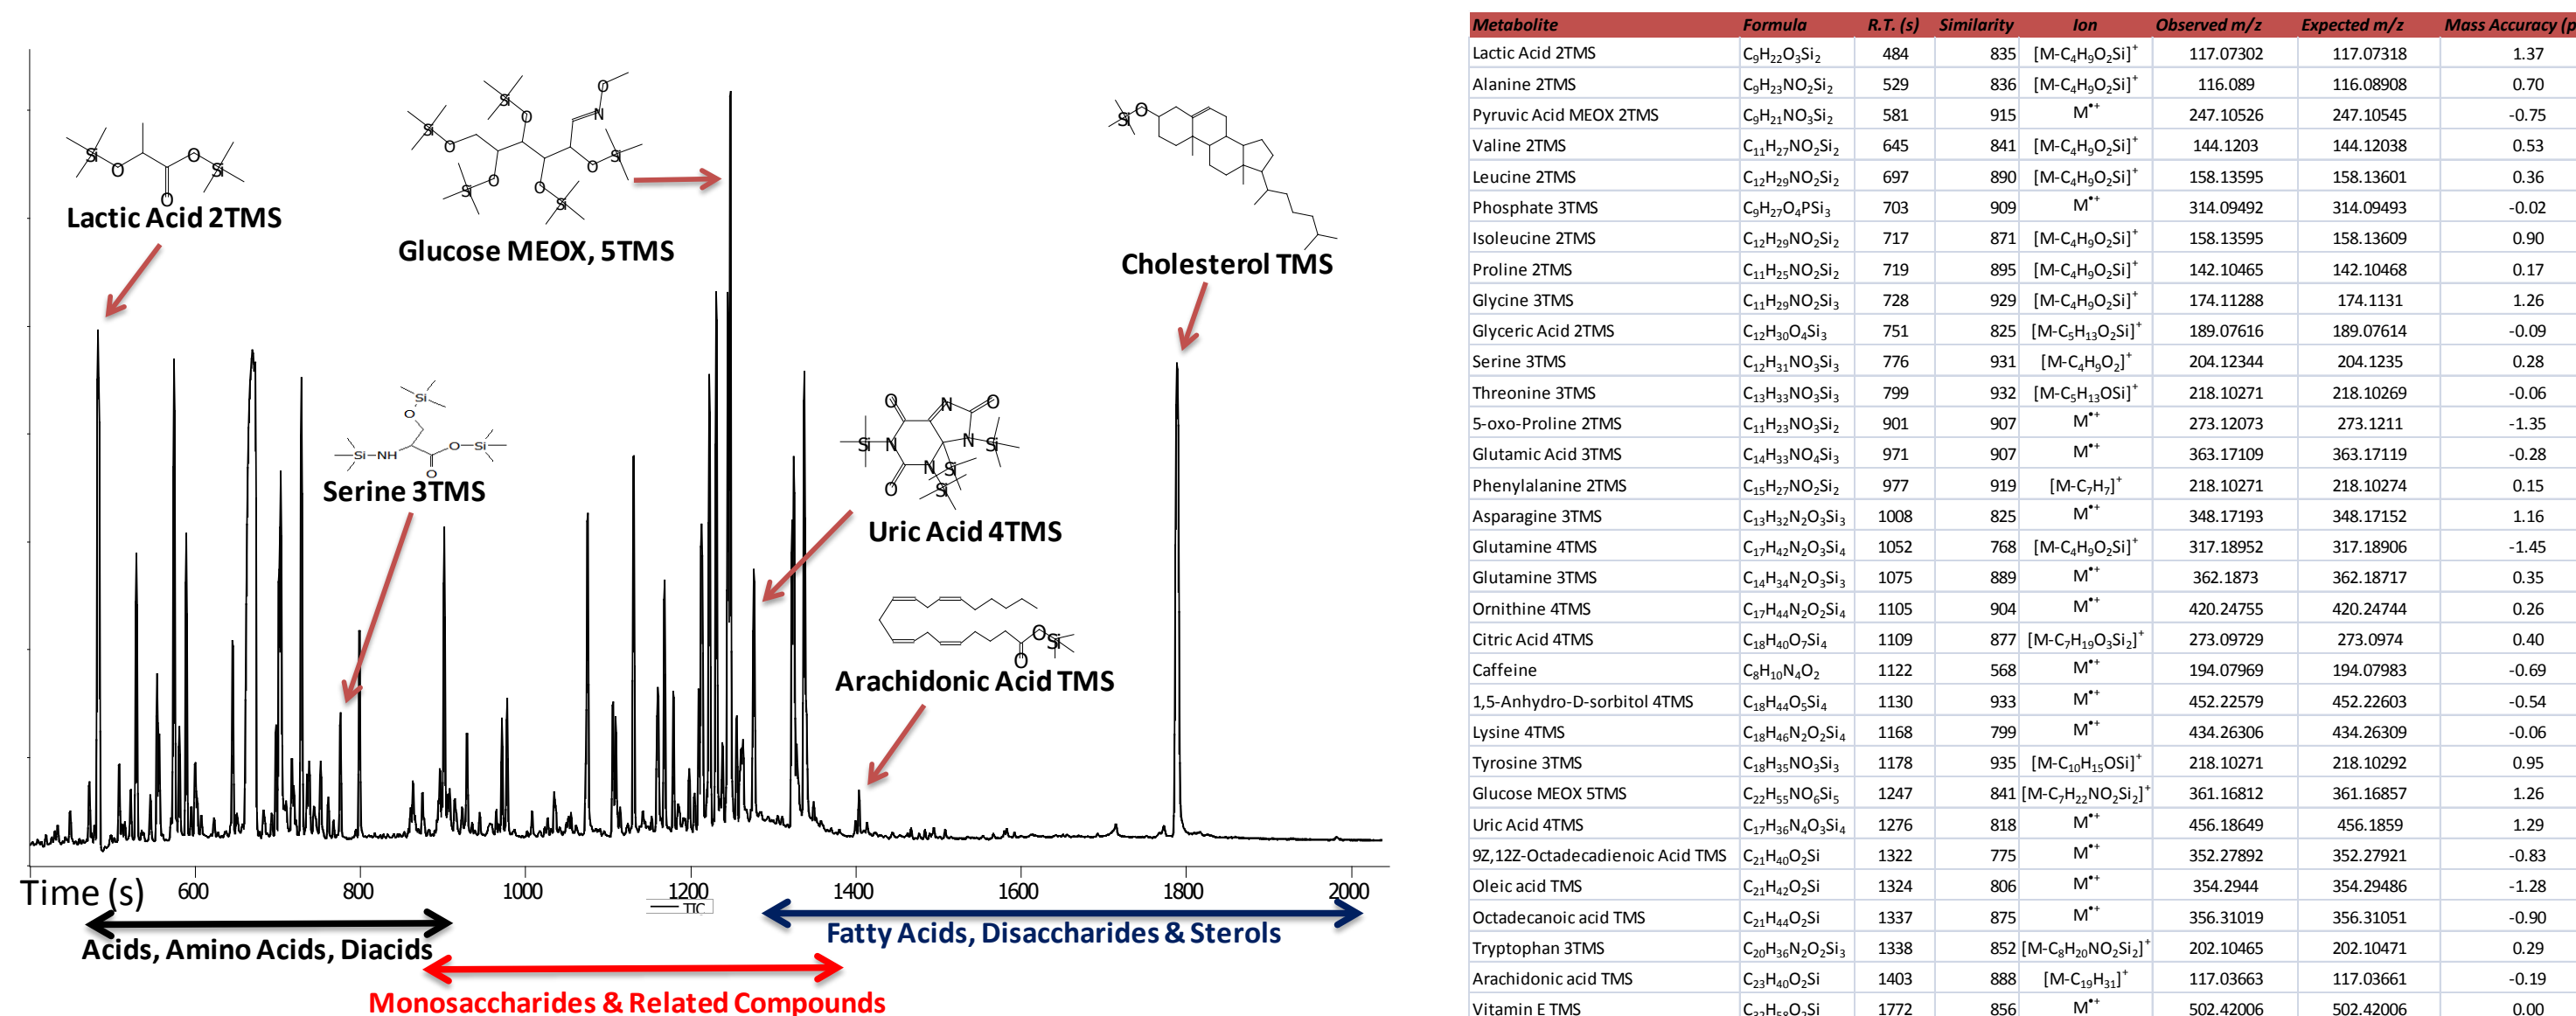 Lactic Acid 2TMS
Glucose MEOX, 5TMS
Cholesterol TMS
Serine 3TMS
Uric Acid 4TMS
Arachidonic Acid TMS
Time (s) 600 800 1000 1200 1400 1600 1800 2000
TIC
Acids, Amino Acids, Diacids
Fatty Acids, Disaccharides & Sterols
Monosaccharides & Related Compounds
Metabolite Formula R.T. (s) Similarity Ion Observed m/z Expected m/z Mass Accuracy (p
Lactic Acid 2TMS C₉H₂₂O₃Si₂ 484 835 [M-C₄H₉O₂Si]⁺ 117.07302 117.07318 1.37
Alanine 2TMS C₉H₂₃NO₂Si₂ 529 836 [M-C₄H₉O₂Si]⁺ 116.089 116.08908 0.70
Pyruvic Acid MEOX 2TMS C₉H₂₁NO₃Si₂ 581 915 M•⁺ 247.10526 247.10545 -0.75
Valine 2TMS C₁₁H₂₇NO₂Si₂ 645 841 [M-C₄H₉O₂Si]⁺ 144.1203 144.12038 0.53
Leucine 2TMS C₁₂H₂₉NO₂Si₂ 697 890 [M-C₄H₉O₂Si]⁺ 158.13595 158.13601 0.36
Phosphate 3TMS C₉H₂₇O₄PSi₃ 703 909 M•⁺ 314.09492 314.09493 -0.02
Isoleucine 2TMS C₁₂H₂₉NO₂Si₂ 717 871 [M-C₄H₉O₂Si]⁺ 158.13595 158.13609 0.90
Proline 2TMS C₁₁H₂₅NO₂Si₂ 719 895 [M-C₄H₉O₂Si]⁺ 142.10465 142.10468 0.17
Glycine 3TMS C₁₁H₂₉NO₂Si₃ 728 929 [M-C₄H₉O₂Si]⁺ 174.11288 174.1131 1.26
Glyceric Acid 2TMS C₁₂H₃₀O₄Si₃ 751 825 [M-C₅H₁₃O₂Si]⁺ 189.07616 189.07614 -0.09
Serine 3TMS C₁₂H₃₁NO₃Si₃ 776 931 [M-C₄H₉O₂]⁺ 204.12344 204.1235 0.28
Threonine 3TMS C₁₃H₃₃NO₃Si₃ 799 932 [M-C₅H₁₃OSi]⁺ 218.10271 218.10269 -0.06
5-oxo-Proline 2TMS C₁₁H₂₃NO₃Si₂ 901 907 M•⁺ 273.12073 273.1211 -1.35
Glutamic Acid 3TMS C₁₄H₃₃NO₄Si₃ 971 907 M•⁺ 363.17109 363.17119 -0.28
Phenylalanine 2TMS C₁₅H₂₇NO₂Si₂ 977 919 [M-C₇H₇]⁺ 218.10271 218.10274 0.15
Asparagine 3TMS C₁₃H₃₂N₂O₃Si₃ 1008 825 M•⁺ 348.17193 348.17152 1.16
Glutamine 4TMS C₁₇H₄₂N₂O₃Si₄ 1052 768 [M-C₄H₉O₂Si]⁺ 317.18952 317.18906 -1.45
Glutamine 3TMS C₁₄H₃₄N₂O₃Si₃ 1075 889 M•⁺ 362.1873 362.18717 0.35
Ornithine 4TMS C₁₇H₄₄N₂O₂Si₄ 1105 904 M•⁺ 420.24755 420.24744 0.26
Citric Acid 4TMS C₁₈H₄₀O₇Si₄ 1109 877 [M-C₇H₁₉O₃Si₂]⁺ 273.09729 273.0974 0.40
Caffeine C₈H₁₀N₄O₂ 1122 568 M•⁺ 194.07969 194.07983 -0.69
1,5-Anhydro-D-sorbitol 4TMS C₁₈H₄₄O₅Si₄ 1130 933 M•⁺ 452.22579 452.22603 -0.54
Lysine 4TMS C₁₈H₄₆N₂O₂Si₄ 1168 799 M•⁺ 434.26306 434.26309 -0.06
Tyrosine 3TMS C₁₈H₃₅NO₃Si₃ 1178 935 [M-C₁₀H₁₅OSi]⁺ 218.10271 218.10292 0.95
Glucose MEOX 5TMS C₂₂H₅₅NO₆Si₅ 1247 841 [M-C₇H₂₂NO₂Si₂]⁺ 361.16812 361.16857 1.26
Uric Acid 4TMS C₁₇H₃₆N₄O₃Si₄ 1276 818 M•⁺ 456.18649 456.1859 1.29
9Z,12Z-Octadecadienoic Acid TMS C₂₁H₄₀O₂Si 1322 775 M•⁺ 352.27892 352.27921 -0.83
Oleic acid TMS C₂₁H₄₂O₂Si 1324 806 M•⁺ 354.2944 354.29486 -1.28
Octadecanoic acid TMS C₂₁H₄₄O₂Si 1337 875 M•⁺ 356.31019 356.31051 -0.90
Tryptophan 3TMS C₂₀H₃₆N₂O₂Si₃ 1338 852 [M-C₈H₂₀NO₂Si₂]⁺ 202.10465 202.10471 0.29
Arachidonic acid TMS C₂₃H₄₀O₂Si 1403 888 [M-C₁₉H₃₁]⁺ 117.03663 117.03661 -0.19
Vitamin E TMS C₃₂H₅₈O₂Si 1772 856 M•⁺ 502.42006 502.42006 0.00